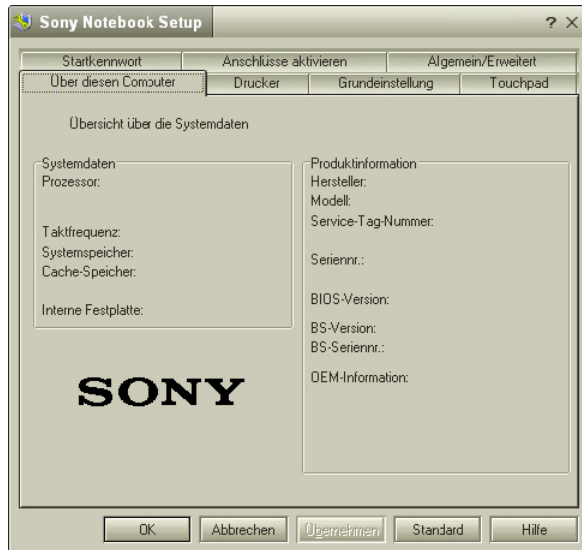 Sony Notebook Setup
Startkennwort
Anschlüsse aktivieren
Algemein/Erweitert
Über diesen Computer
Drucker
Grundeinstellung
Touchpad
Übersicht über die Systemdaten
Systemdaten
Prozessor:
Taktfrequenz:
Systemspeicher:
Cache-Speicher:
Interne Festplatte:
Produktinformation
Hersteller:
Modell:
Service-Tag-Nummer:
Seriennr.:
BIOS-Version:
BS-Version:
BS-Seriennr.:
OEM-Information:
SONY
OK
Abbrechen
Übernehmen
Standard
Hilfe